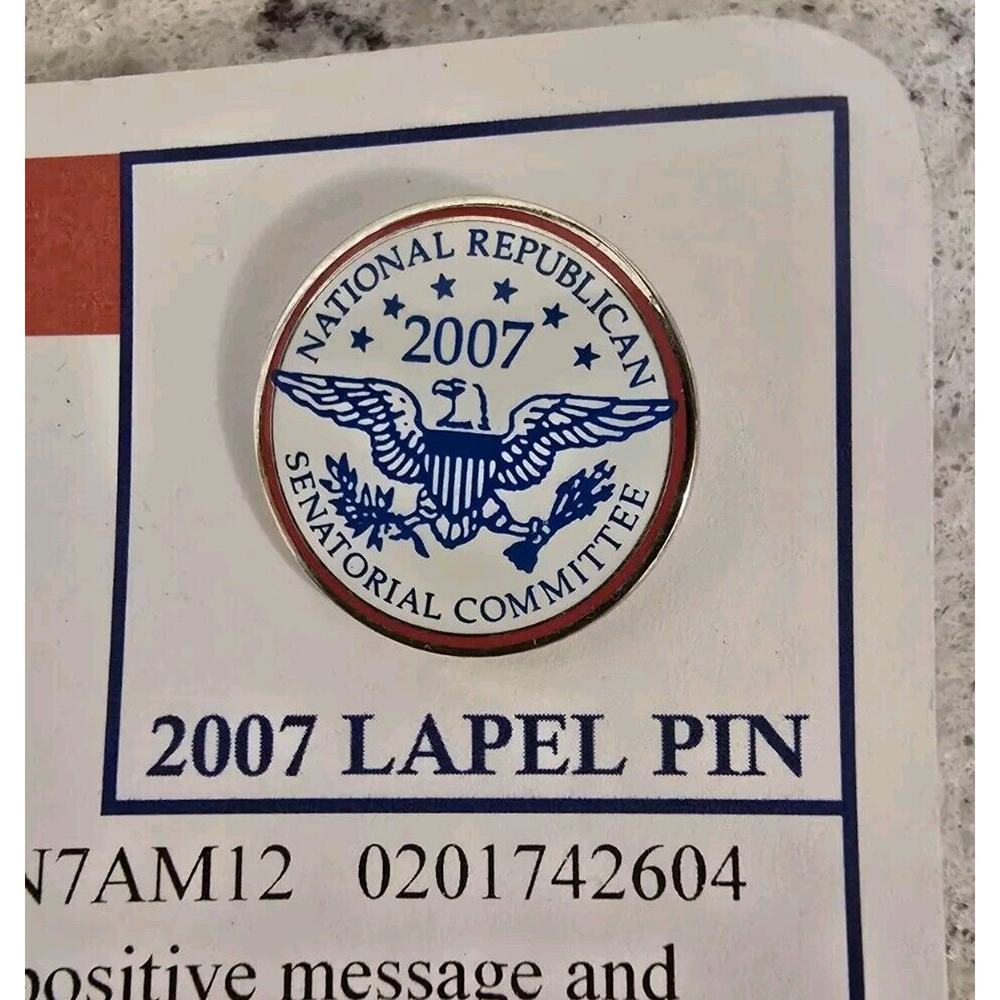 NATIONAL REPUBLICAN
2007
SENATORIAL COMMITTEE
2007 LAPEL PIN
N7AM12 0201742604
positive message and